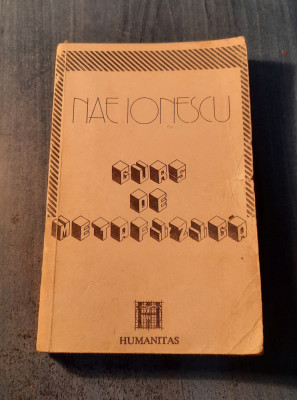 NAE IONESCU
CURS
DE
METAFIZICĂ
HUMANITAS